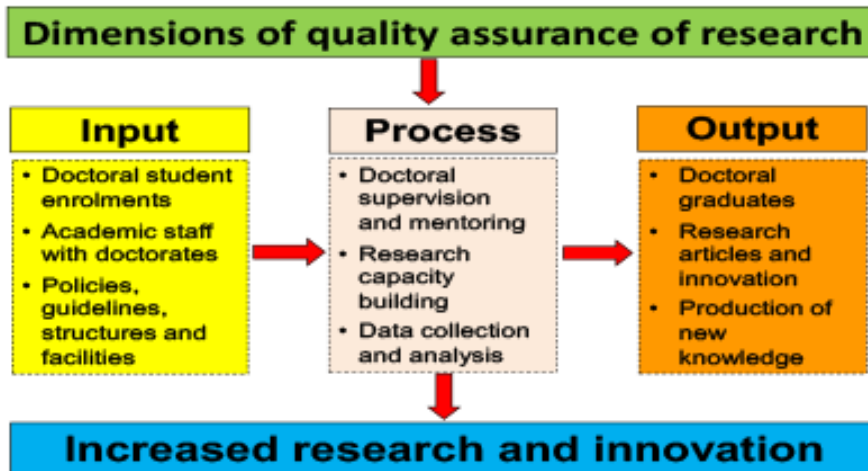 Dimensions of quality assurance of research
Input
• Doctoral student
enrolments
• Academic staff
with doctorates
• Policies,
guidelines,
structures and
facilities
Process
• Doctoral
supervision
and mentoring
• Research
capacity
building
• Data collection
and analysis
Output
• Doctoral
graduates
• Research
articles and
innovation
• Production of
new
knowledge
Increased research and innovation